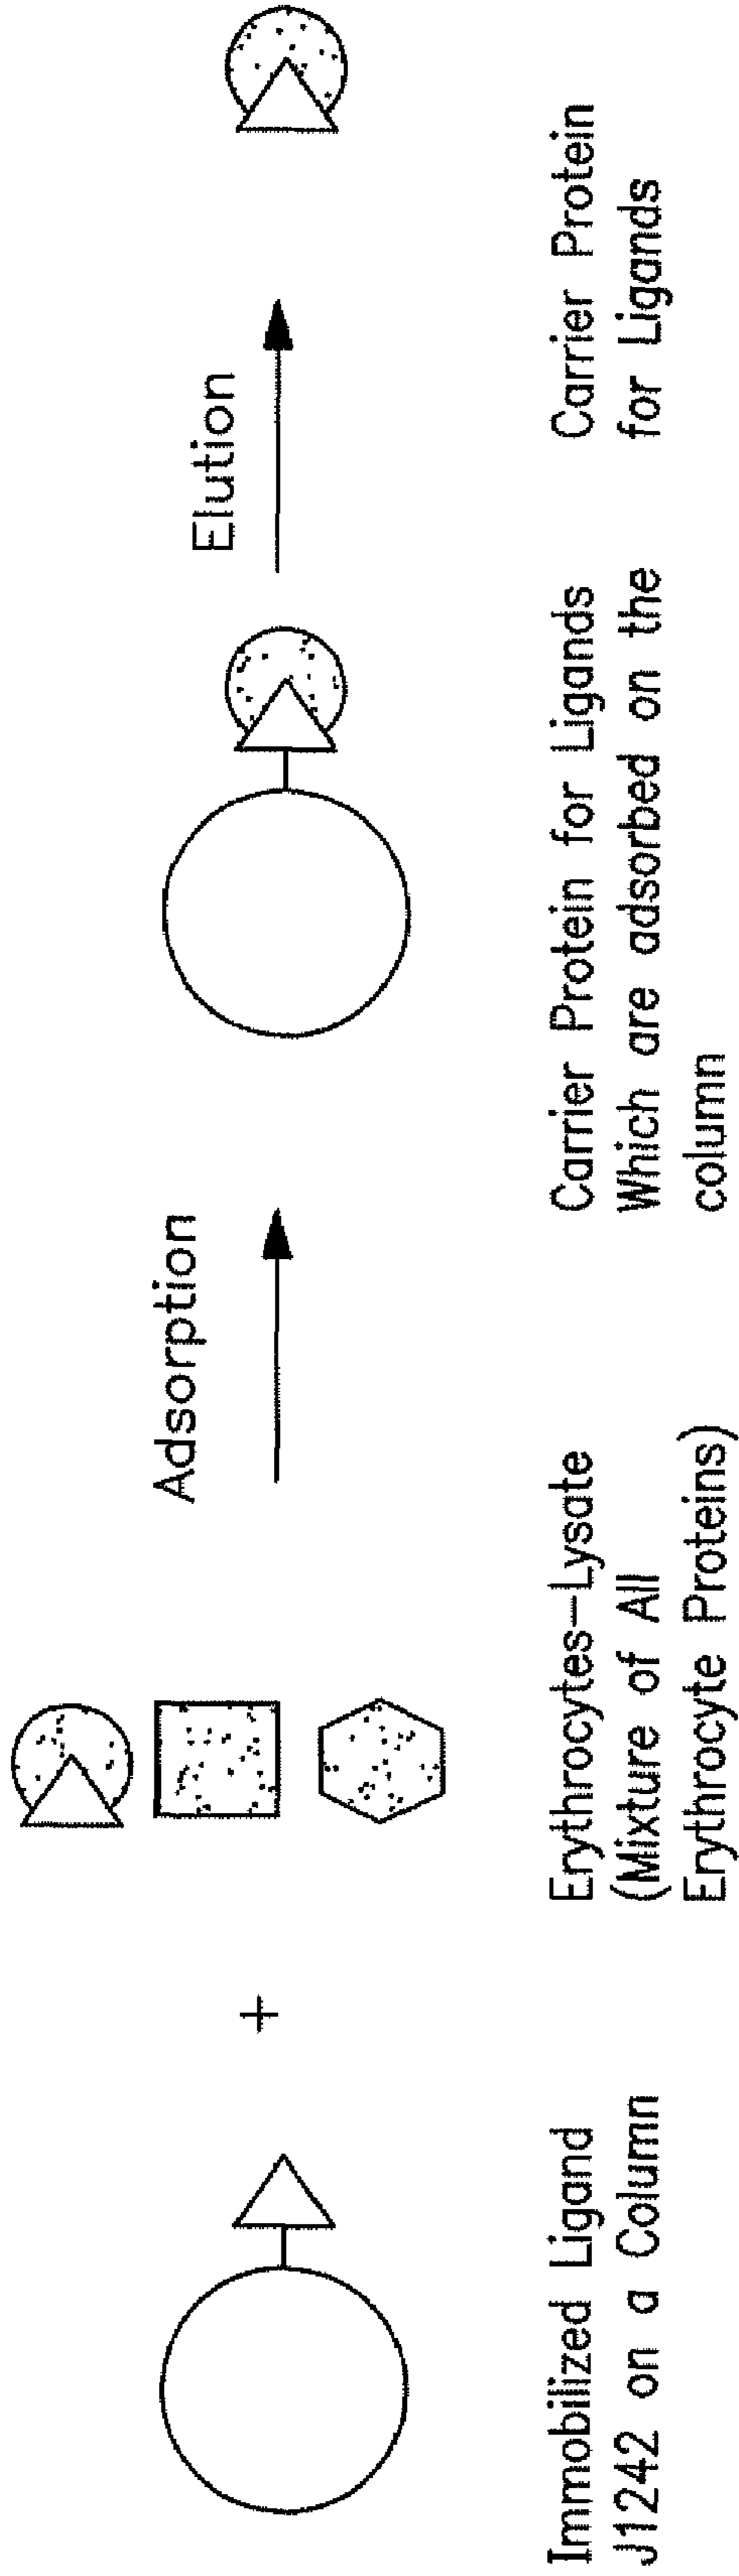 Immobilized Ligand
J1242 on a Column
+
Erythrocytes-Lysate
(Mixture of All
Erythrocyte Proteins)
Adsorption
Carrier Protein for Ligands
Which are adsorbed on the
column
Elution
Carrier Protein
for Ligands